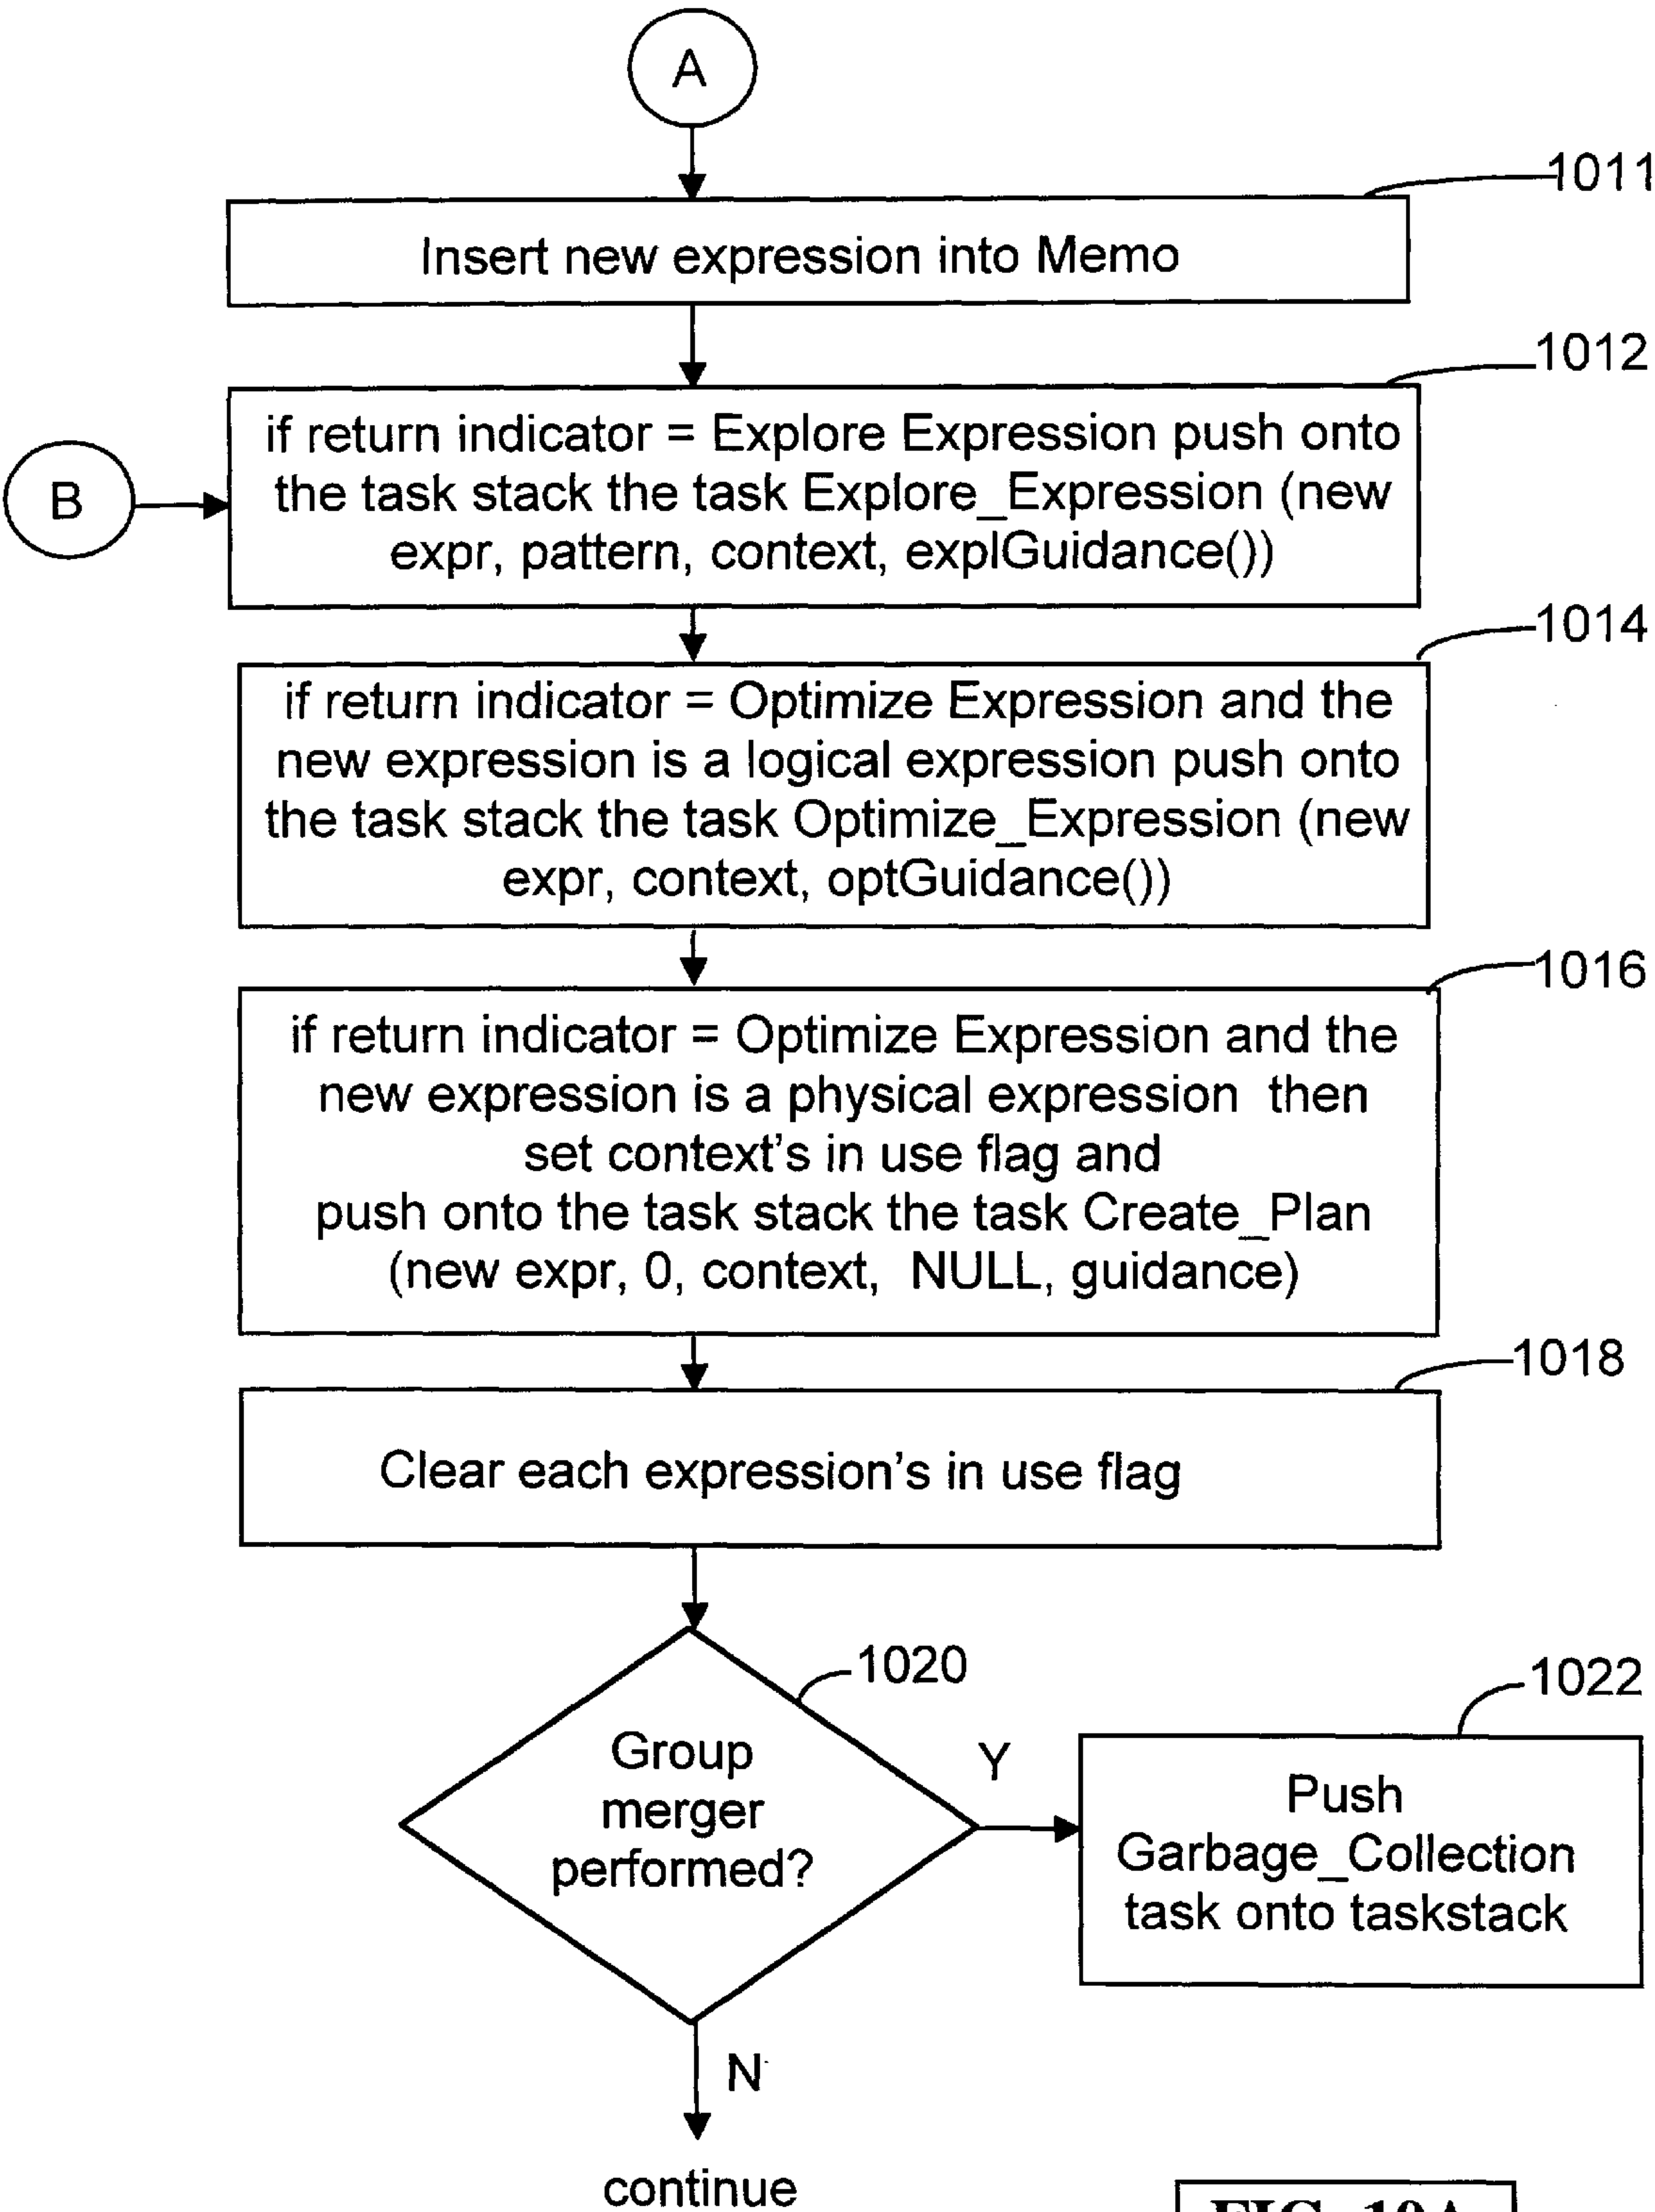 A
1011
Insert new expression into Memo
1012
if return indicator = Explore Expression push onto
the task stack the task Explore_Expression (new
expr, pattern, context, explGuidance())
B
1014
if return indicator = Optimize Expression and the
new expression is a logical expression push onto
the task stack the task Optimize_Expression (new
expr, context, optGuidance())
1016
if return indicator = Optimize Expression and the
new expression is a physical expression then
set context's in use flag and
push onto the task stack the task Create_Plan
(new expr, 0, context, NULL, guidance)
1018
Clear each expression's in use flag
1020
Group
merger
performed?
Y
1022
Push
Garbage_Collection
task onto taskstack
N
continue
FIG. 10A